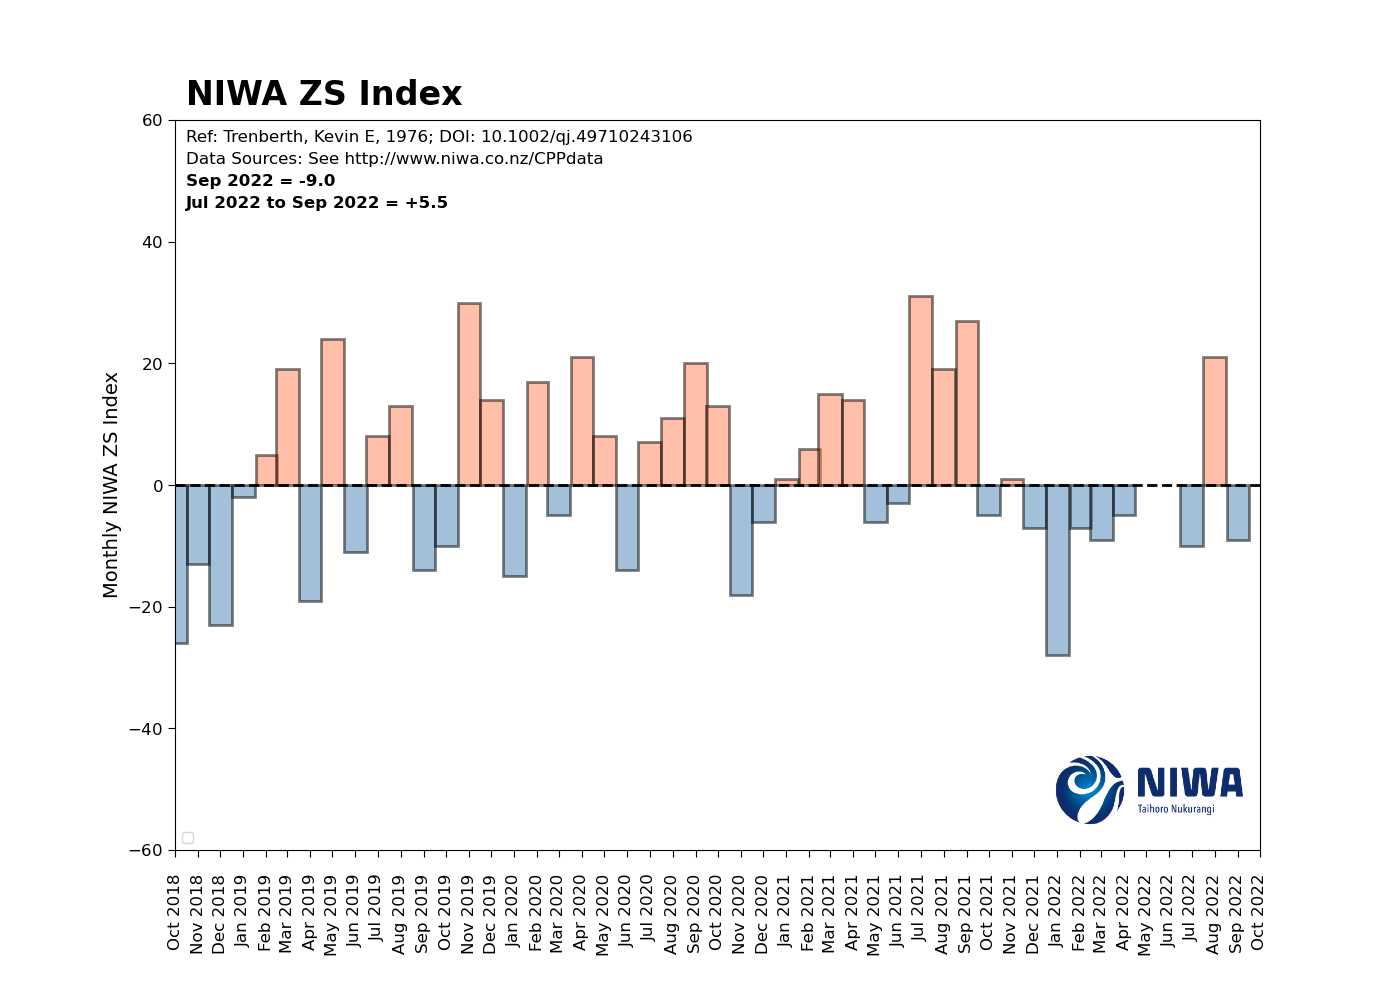 NIWA ZS Index
Ref: Trenberth, Kevin E, 1976; DOI: 10.1002/qj.49710243106
Data Sources: See http://www.niwa.co.nz/CPPdata
Sep 2022 = -9.0
Jul 2022 to Sep 2022 = +5.5
60
40
20
0
−20
−40
−60
Monthly NIWA ZS Index
NIWA
Taihoro Nukurangi
Oct 2018
Nov 2018
Dec 2018
Jan 2019
Feb 2019
Mar 2019
Apr 2019
May 2019
Jun 2019
Jul 2019
Aug 2019
Sep 2019
Oct 2019
Nov 2019
Dec 2019
Jan 2020
Feb 2020
Mar 2020
Apr 2020
May 2020
Jun 2020
Jul 2020
Aug 2020
Sep 2020
Oct 2020
Nov 2020
Dec 2020
Jan 2021
Feb 2021
Mar 2021
Apr 2021
May 2021
Jun 2021
Jul 2021
Aug 2021
Sep 2021
Oct 2021
Nov 2021
Dec 2021
Jan 2022
Feb 2022
Mar 2022
Apr 2022
May 2022
Jun 2022
Jul 2022
Aug 2022
Sep 2022
Oct 2022